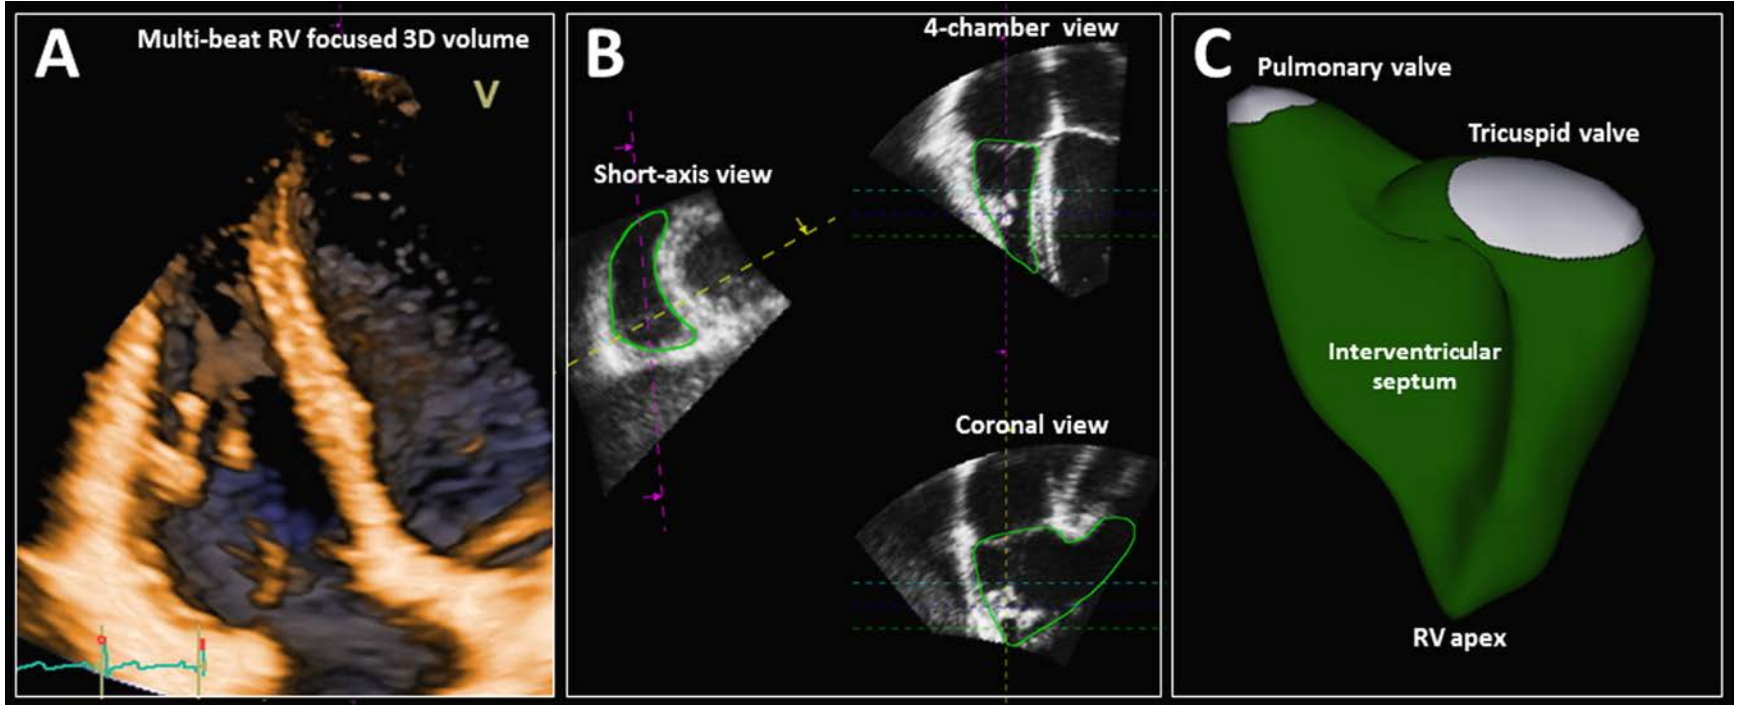 A
Multi-beat RV focused 3D volume
V
B
4-chamber view
Short-axis view
Coronal view
C
Pulmonary valve
Tricuspid valve
Interventricular
septum
RV apex